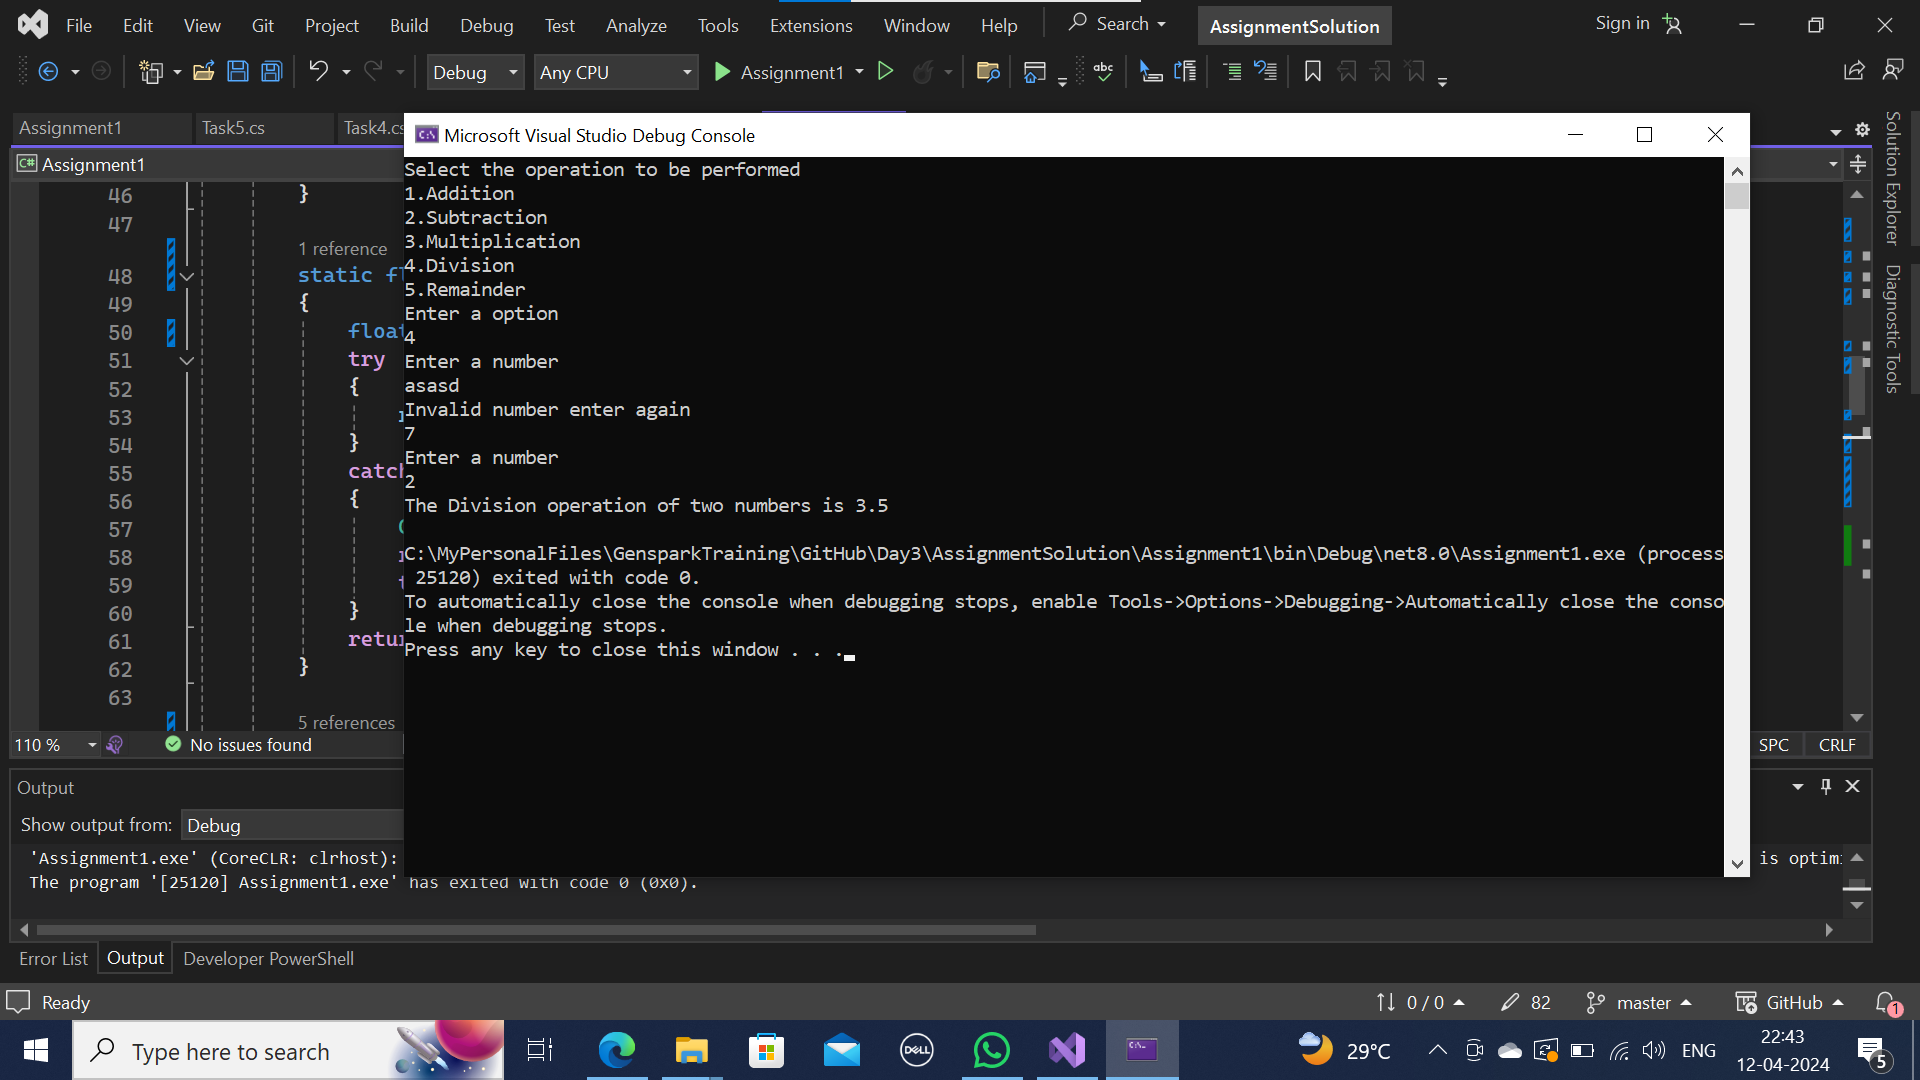 File Edit View Git Project Build Debug Test Analyze Tools Extensions Window Help Search AssignmentSolution Sign in
Debug Any CPU Assignment1 abc
Assignment1 Task5.cs Task4.cs
Microsoft Visual Studio Debug Console
C# Assignment1
Select the operation to be performed
1.Addition
2.Subtraction
3.Multiplication
4.Division
5.Remainder
Enter a option
4
Enter a number
asasd
Invalid number enter again
7
Enter a number
2
The Division operation of two numbers is 3.5
C:\MyPersonalFiles\GensparkTraining\GitHub\Day3\AssignmentSolution\Assignment1\bin\Debug\net8.0\Assignment1.exe (process
25120) exited with code 0.
To automatically close the console when debugging stops, enable Tools->Options->Debugging->Automatically close the conso
le when debugging stops.
Press any key to close this window . . .
46 }
47
1 reference
48 static
49 {
50 float
51 try
52 {
53
54 }
55 catch
56 {
57
58
59
60 }
61
62 }
63
5 references
Solution Explorer
Diagnostic Tools
110 % No issues found SPC CRLF
Output
Show output from: Debug
'Assignment1.exe' (CoreCLR: clrhost): is
The program '[25120] Assignment1.exe' has exited with code 0 (0x0).
Error List Output Developer PowerShell
Ready 0 / 0 82 master GitHub 1
Type here to search DELL 29°C ENG 22:43
12-04-2024 5